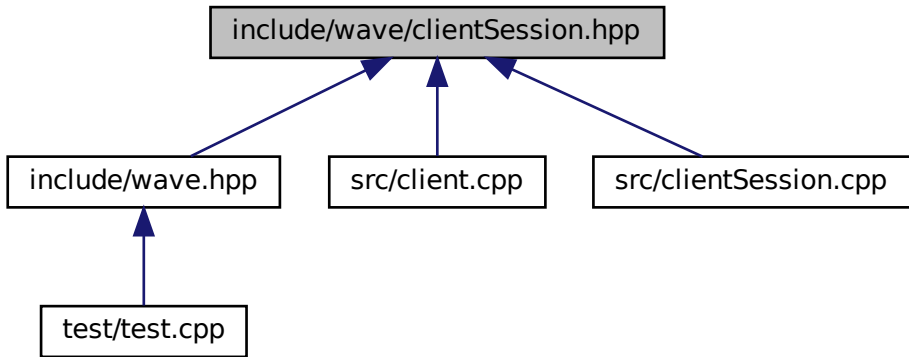 include/wave/clientSession.hpp
include/wave.hpp
src/client.cpp
src/clientSession.cpp
test/test.cpp